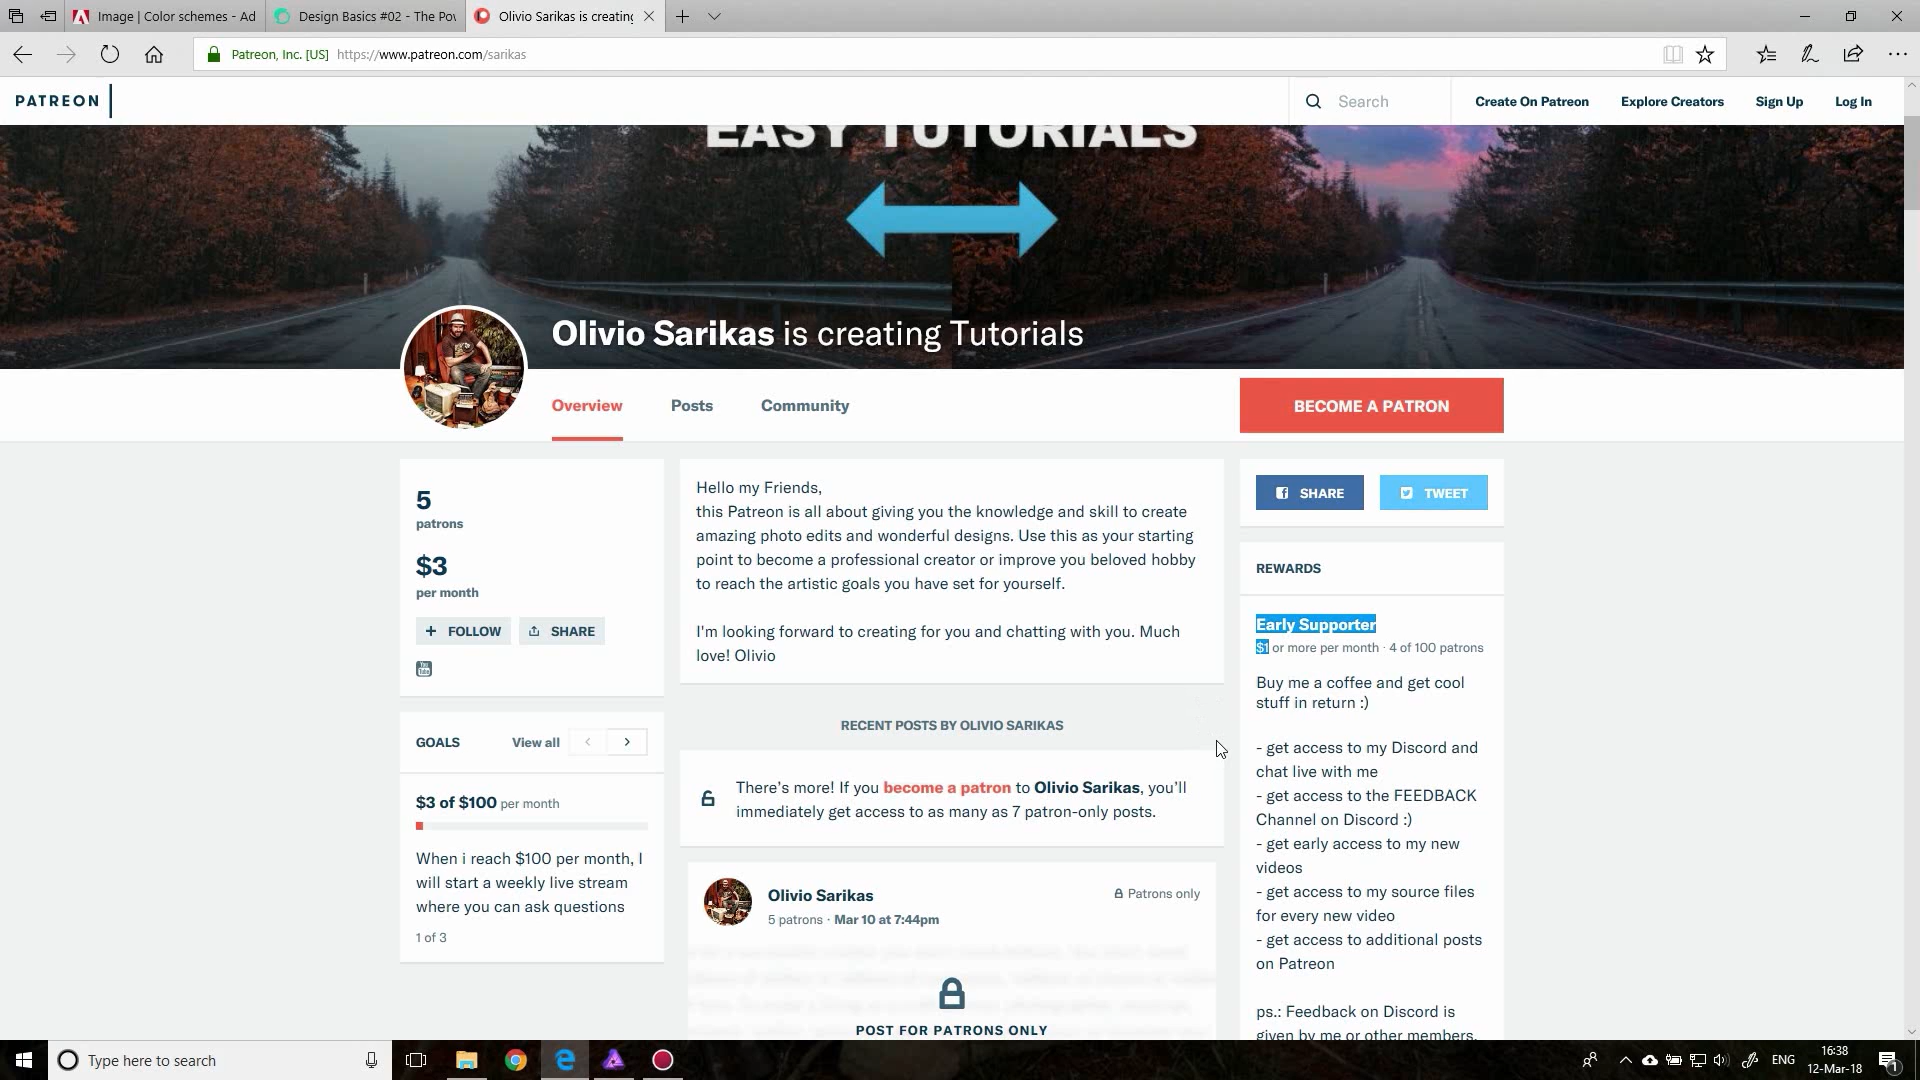 Image | Color schemes - Ad
Design Basics #02 - The Pov
Olivio Sarikas is creating
Patreon, Inc. [US] https://www.patreon.com/sarikas
PATREON
Search
Create On Patreon
Explore Creators
Sign Up
Log In
EASY TUTORIALS
Olivio Sarikas is creating Tutorials
Overview
Posts
Community
BECOME A PATRON
5
patrons
$3
per month
FOLLOW
SHARE
You
Tube
GOALS
View all
$3 of $100 per month
When i reach $100 per month, I
will start a weekly live stream
where you can ask questions
1 of 3
Hello my Friends,
this Patreon is all about giving you the knowledge and skill to create
amazing photo edits and wonderful designs. Use this as your starting
point to become a professional creator or improve you beloved hobby
to reach the artistic goals you have set for yourself.
I'm looking forward to creating for you and chatting with you. Much
love! Olivio
RECENT POSTS BY OLIVIO SARIKAS
There's more! If you become a patron to Olivio Sarikas, you'll
immediately get access to as many as 7 patron-only posts.
Olivio Sarikas
5 patrons · Mar 10 at 7:44pm
Patrons only
POST FOR PATRONS ONLY
SHARE
TWEET
REWARDS
Early Supporter
$1 or more per month · 4 of 100 patrons
Buy me a coffee and get cool
stuff in return :)
- get access to my Discord and
chat live with me
- get access to the FEEDBACK
Channel on Discord :)
- get early access to my new
videos
- get access to my source files
for every new video
- get access to additional posts
on Patreon
ps.: Feedback on Discord is
given by me or other members.
Type here to search
ENG
16:38
12-Mar-18
1